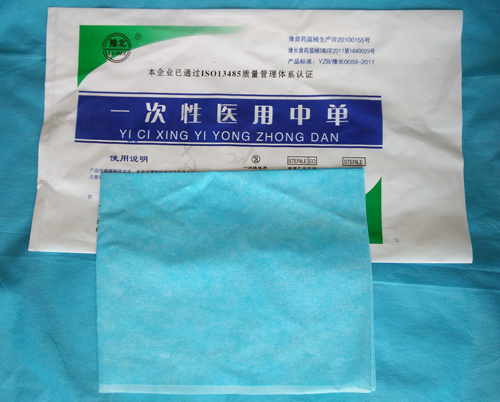 豫北
YU BEI
豫食药监械生产许20100155号
豫长食药监械(准)字2011第1640029号
产品标准：YZB/豫长0059-2011
本企业已通过ISO13485质量管理体系认证
一次性医用中单
YI CI XING YI YONG ZHONG DAN
使用说明
STERILE EO
STERILE